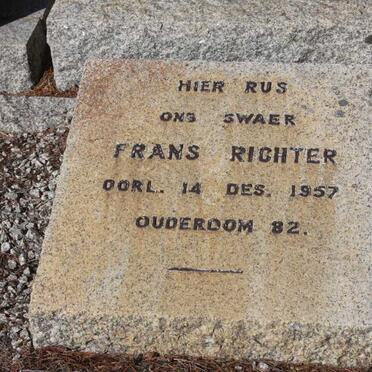 HIER RUS
ONS SWAER
FRANS RICHTER
OORL. 14 DES. 1957
OUDERDOM 82.